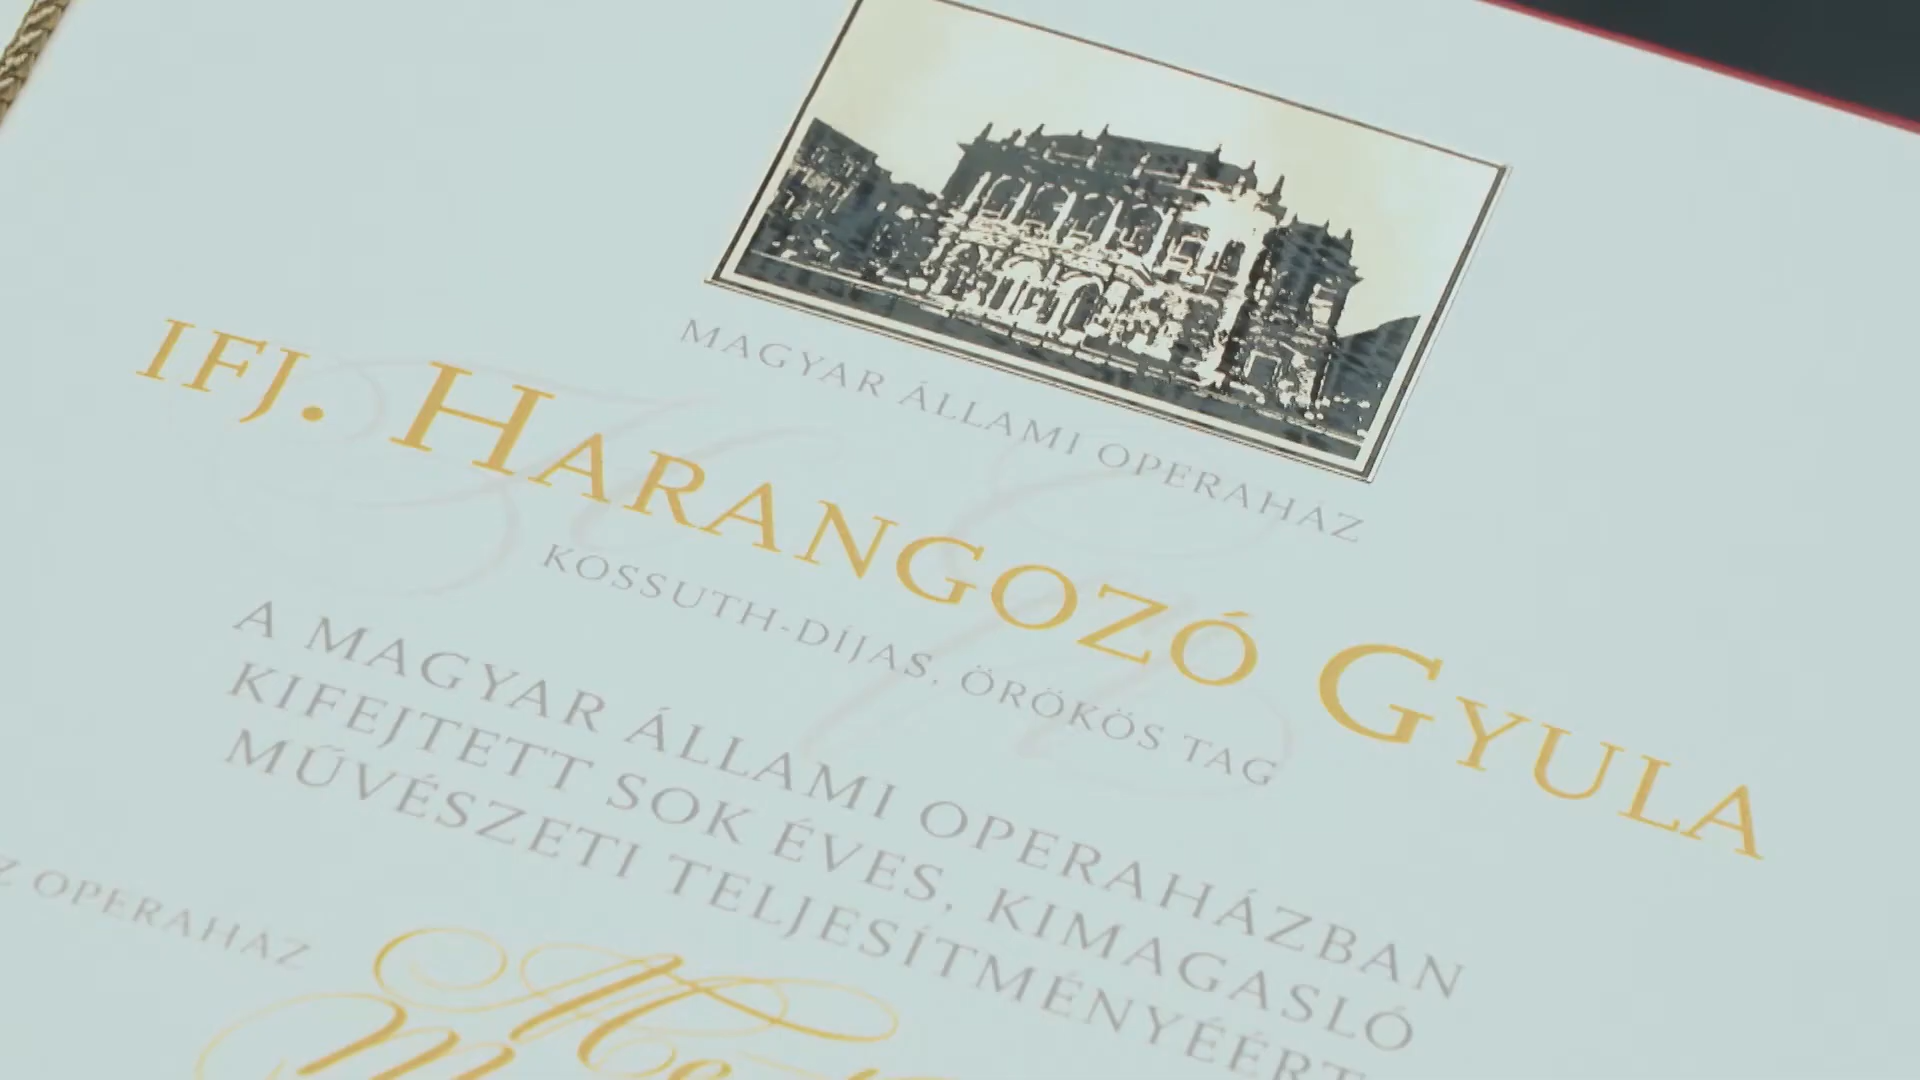 MAGYAR ÁLLAMI OPERAHÁZ
IFJ. HARANGOZÓ GYULA
KOSSUTH-DÍJAS, ÖRÖKÖS TAG
A MAGYAR ÁLLAMI OPERAHÁZBAN
KIFEJTETT SOK ÉVES, KIMAGASLÓ
MŰVÉSZETI TELJESÍTMÉNYÉÉRT
OPERAHÁZ